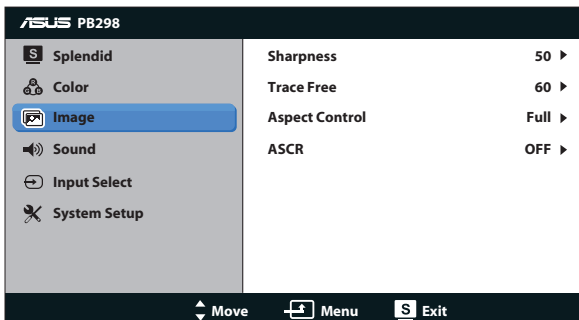 ASUS PB298
S Splendid
Color
Image
Sound
Input Select
System Setup
Sharpness 50
Trace Free 60
Aspect Control Full
ASCR OFF
Move Menu S Exit